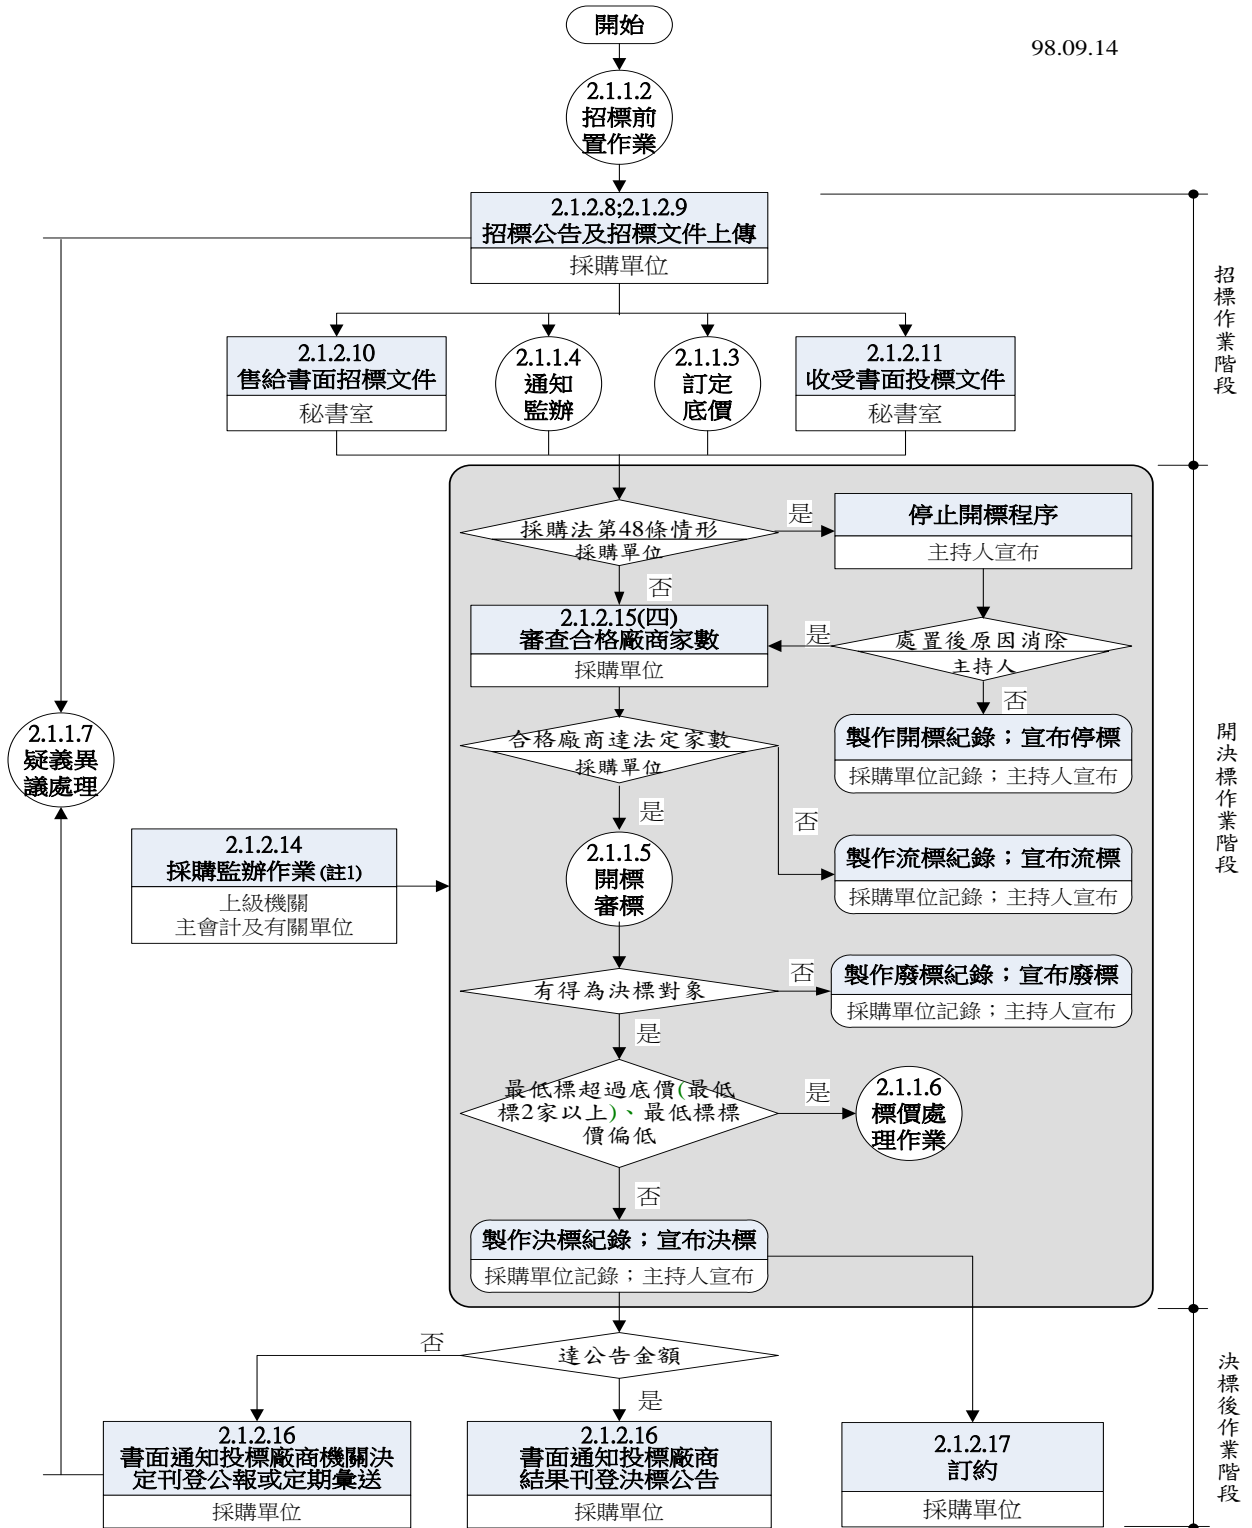 開始
98.09.14
2.1.1.2
招標前
置作業
2.1.2.8;2.1.2.9
招標公告及招標文件上傳
採購單位
招標作業階段
2.1.2.10
售給書面招標文件
秘書室
2.1.1.4
通知
監辦
2.1.1.3
訂定
底價
2.1.2.11
收受書面投標文件
秘書室
採購法第48條情形
採購單位
是
停止開標程序
主持人宣布
否
2.1.2.15(四)
審查合格廠商家數
採購單位
是
處置後原因消除
主持人
否
製作開標紀錄；宣布停標
採購單位記錄；主持人宣布
合格廠商達法定家數
採購單位
是
否
2.1.1.7
疑義異
議處理
開決標作業階段
2.1.2.14
採購監辦作業(註1)
上級機關
主會計及有關單位
2.1.1.5
開標
審標
製作流標紀錄；宣布流標
採購單位記錄；主持人宣布
有得為決標對象
否
製作廢標紀錄；宣布廢標
採購單位記錄；主持人宣布
是
最低標超過底價(最低
標2家以上)、最低標標
價偏低
是
2.1.1.6
標價處
理作業
否
製作決標紀錄；宣布決標
採購單位記錄；主持人宣布
否
達公告金額
是
決標後作業階段
2.1.2.16
書面通知投標廠商機關決
定刊登公報或定期彙送
採購單位
2.1.2.16
書面通知投標廠商
結果刊登決標公告
採購單位
2.1.2.17
訂約
採購單位